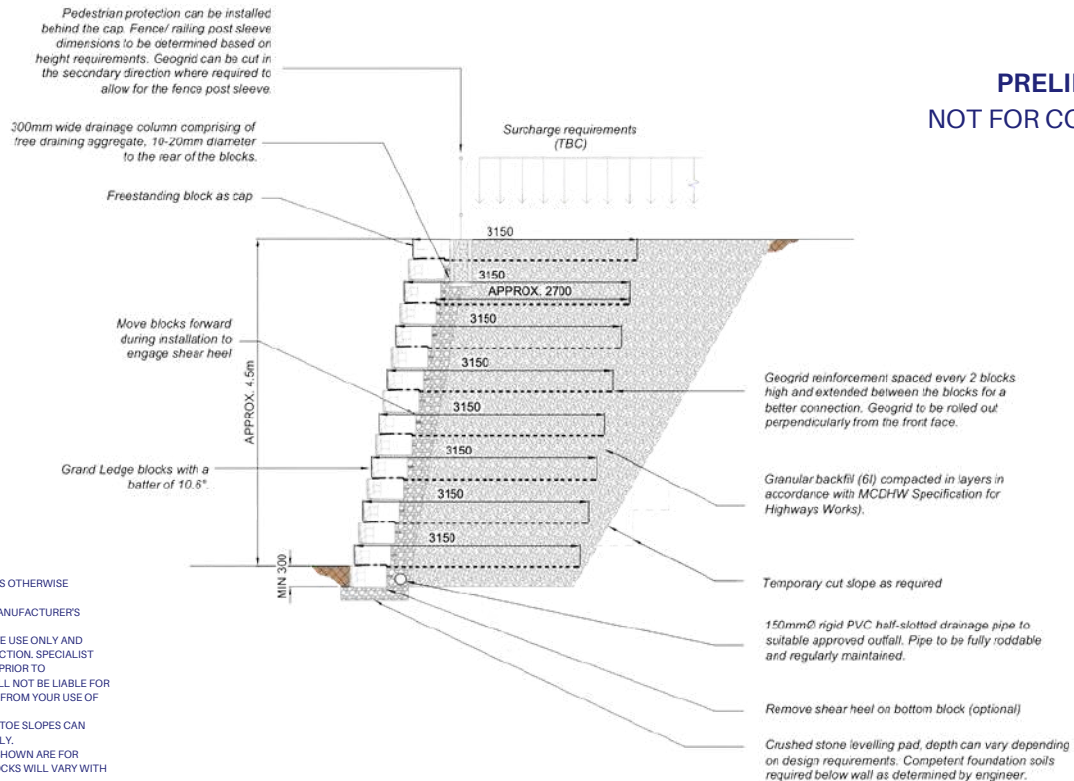 Pedestrian protection can be installed
behind the cap. Fence/ railing post sleeve
dimensions to be determined based on
height requirements. Geogrid can be cut in
the secondary direction where required to
allow for the fence post sleeve.
PRELI
NOT FOR CO
300mm wide drainage column comprising of
free draining aggregate, 10-20mm diameter
to the rear of the blocks.
Surcharge requirements
(TBC)
Freestanding block as cap
3150
3150
APPROX. 2700
3150
Move blocks forward
during installation to
engage shear heel
3150
APPROX. 4.5m
Geogrid reinforcement spaced every 2 blocks
high and extended between the blocks for a
better connection. Geogrid to be rolled out
perpendicularly from the front face.
3150
3150
Grand Ledge blocks with a
batter of 10.6°.
Granular backfill (6I) compacted in layers in
accordance with MCDHW Specification for
Highways Works).
3150
3150
MIN 300
Temporary cut slope as required
150mmØ rigid PVC half-slotted drainage pipe to
suitable approved outfall. Pipe to be fully roddable
and regularly maintained.
Remove shear heel on bottom block (optional)
Crushed stone levelling pad, depth can vary depending
on design requirements. Competent foundation soils
required below wall as determined by engineer.
S OTHERWISE
ANUFACTURER'S
E USE ONLY AND
CTION. SPECIALIST
PRIOR TO
LL NOT BE LIABLE FOR
FROM YOUR USE OF
TOE SLOPES CAN
LY.
HOWN ARE FOR
OCKS WILL VARY WITH